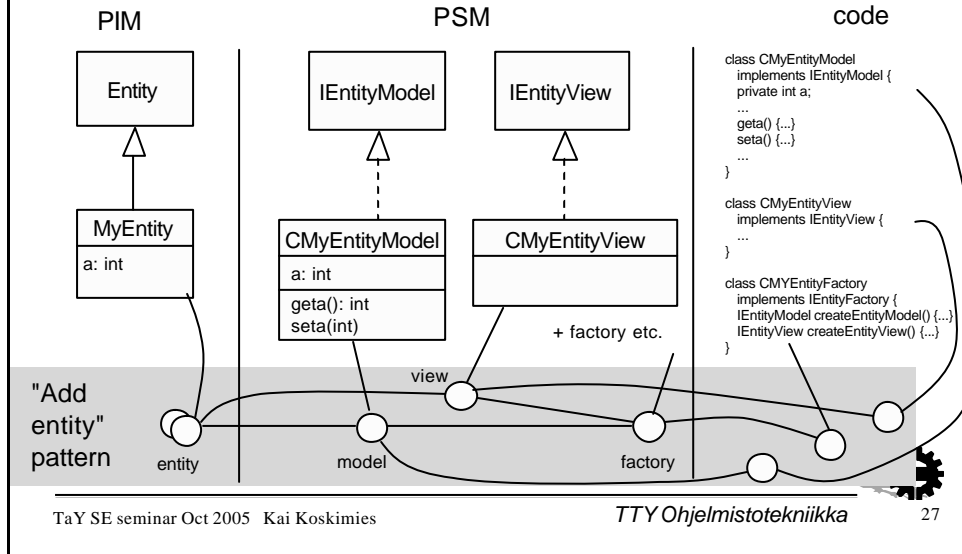 PIM
PSM
code
Entity
MyEntity
a: int
IEntityModel
IEntityView
CMyEntityModel
a: int
geta(): int
seta(int)
CMyEntityView
+ factory etc.
class CMyEntityModel
implements IEntityModel {
private int a;
...
geta() {...}
seta() {...}
...
}
class CMyEntityView
implements IEntityView {
...
}
class CMYEntityFactory
implements IEntityFactory {
IEntityModel createEntityModel() {...}
IEntityView createEntityView() {...}
}
"Add
entity"
pattern
entity
view
model
factory
TaY SE seminar Oct 2005 Kai Koskimies
TTY Ohjelmistotekniikka
27